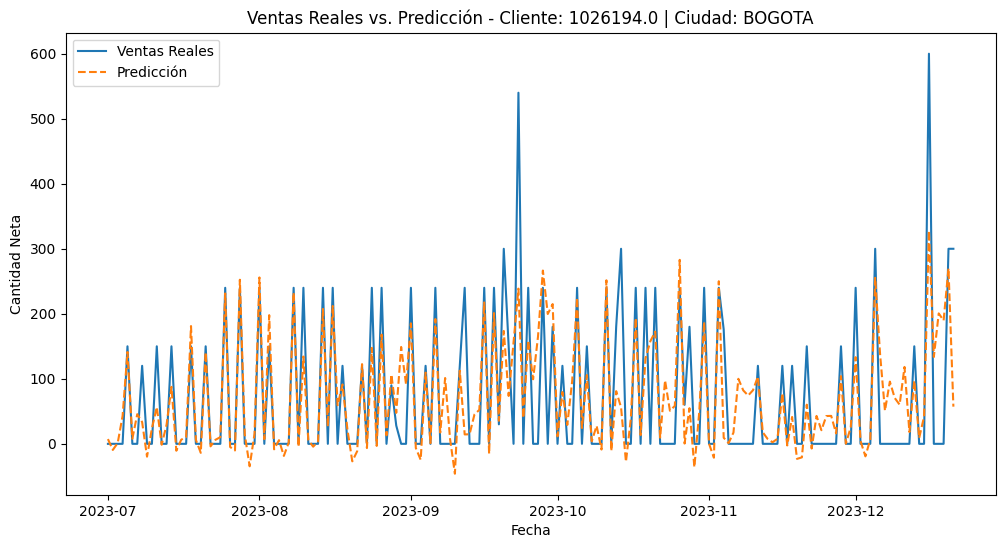 Ventas Reales vs. Predicción - Cliente: 1026194.0 | Ciudad: BOGOTA
Ventas Reales
Predicción
Cantidad Neta
600
500
400
300
200
100
0
2023-07
2023-08
2023-09
2023-10
2023-11
2023-12
Fecha